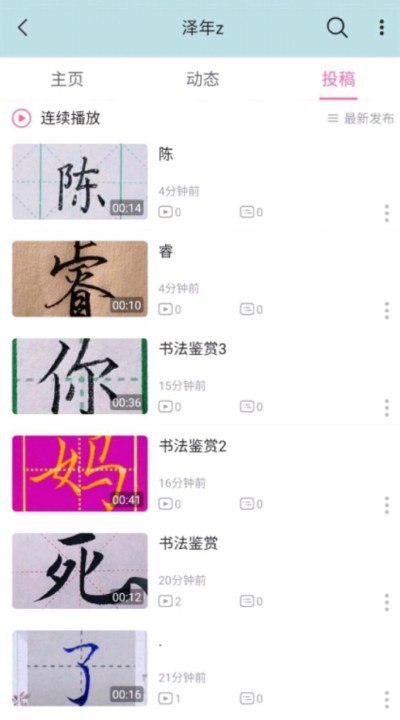 泽年z
主页 动态 投稿
连续播放 最新发布
陈
00:14
陈
4分钟前
0 0
睿
00:10
睿
4分钟前
0 0
你
00:36
书法鉴赏3
15分钟前
0 0
妈
00:41
书法鉴赏2
16分钟前
0 0
死
00:12
书法鉴赏
20分钟前
2 0
了
00:16
.
21分钟前
1 0